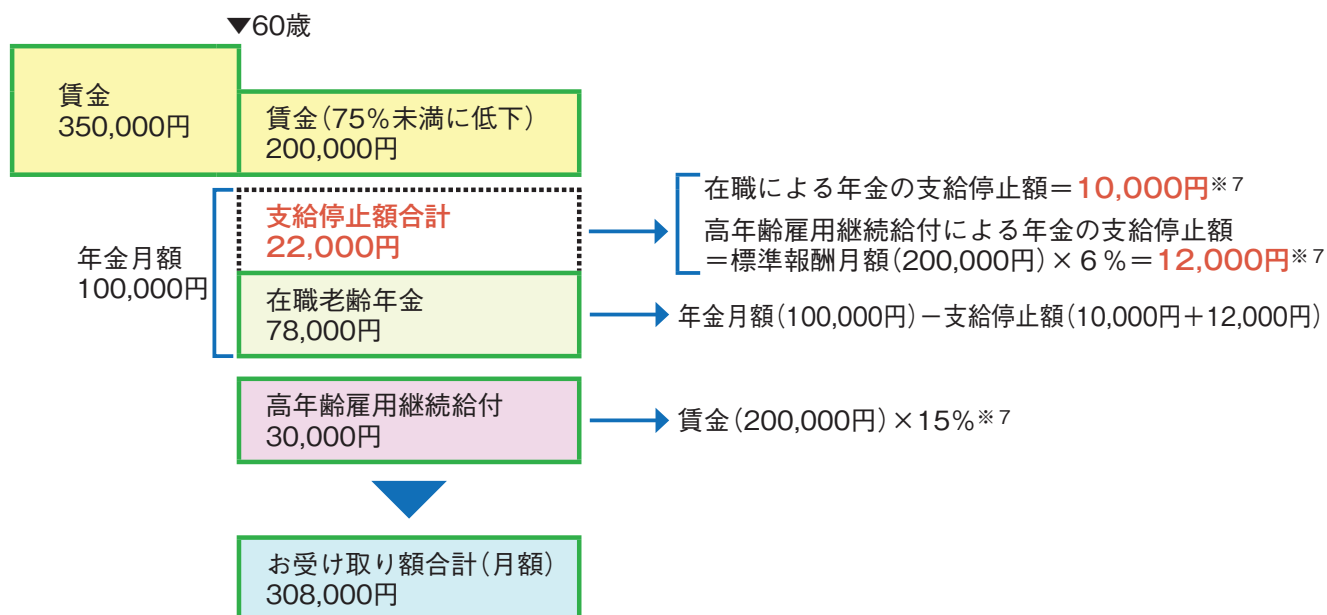 ▼60歳
賃金
350,000円
賃金(75%未満に低下)
200,000円
年金月額
100,000円
支給停止額合計
22,000円
在職による年金の支給停止額=10,000円※7
高年齢雇用継続給付による年金の支給停止額
=標準報酬月額(200,000円)×6%=12,000円※7
在職老齢年金
78,000円
年金月額(100,000円)-支給停止額(10,000円+12,000円)
高年齢雇用継続給付
30,000円
賃金(200,000円)×15%※7
お受け取り額合計(月額)
308,000円